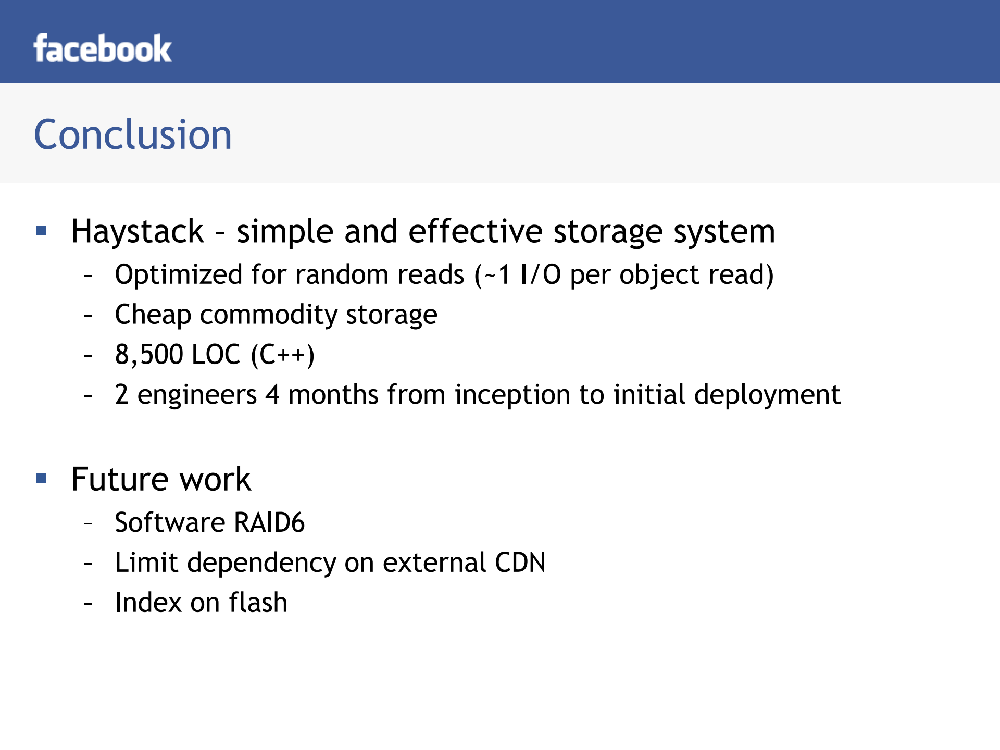 facebook
Conclusion
▪ Haystack – simple and effective storage system
– Optimized for random reads (~1 I/O per object read)
– Cheap commodity storage
– 8,500 LOC (C++)
– 2 engineers 4 months from inception to initial deployment
▪ Future work
– Software RAID6
– Limit dependency on external CDN
– Index on flash